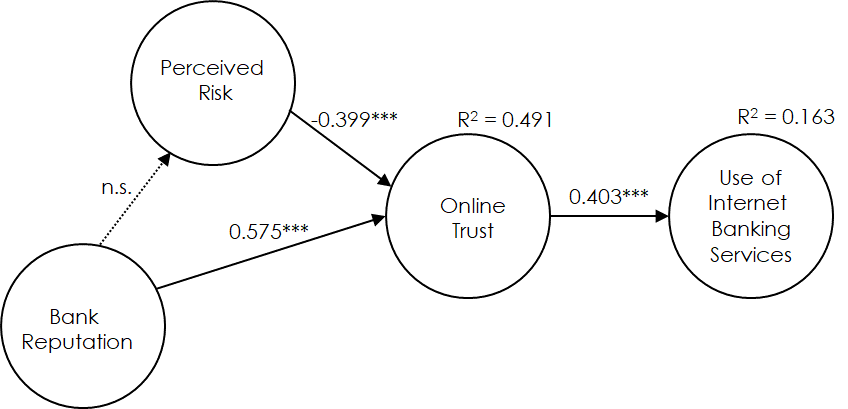 Perceived
Risk
-0.399***
R² = 0.491
R² = 0.163
n.s.
Online
Trust
0.403***
Use of
Internet
Banking
Services
0.575***
Bank
Reputation